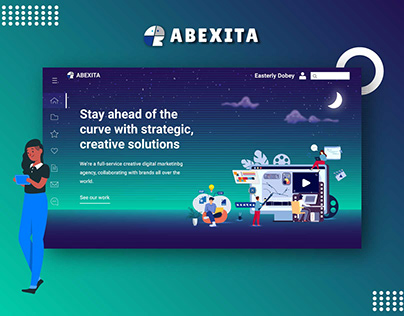 ABEXITA
ABEXITA
Easterly Dobey
Stay ahead of the
curve with strategic,
creative solutions
We're a full-service creative digital marketing
agency, collaborating with brands all over the
world.
See our work